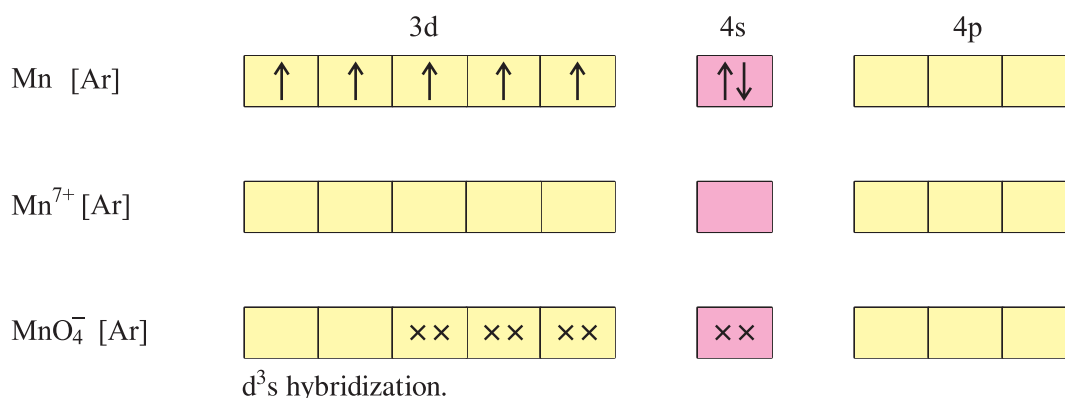 3d 4s 4p
Mn [Ar] ↑ ↑ ↑ ↑ ↑ ↑↓
Mn⁷⁺ [Ar]
MnO₄⁻ [Ar] ×× ×× ×× ××
d³s hybridization.